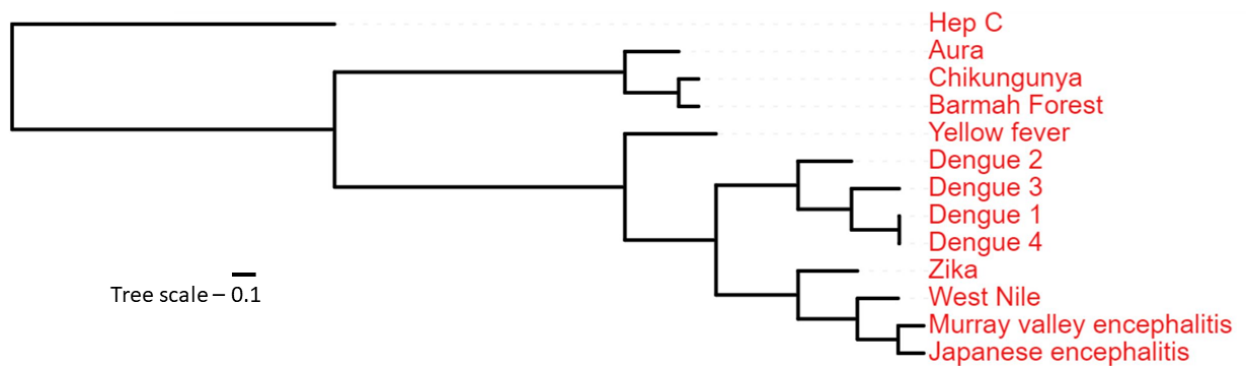 Hep C
Aura
Chikungunya
Barmah Forest
Yellow fever
Dengue 2
Dengue 3
Dengue 1
Dengue 4
Zika
Tree scale – 0.1
West Nile
Murray valley encephalitis
Japanese encephalitis